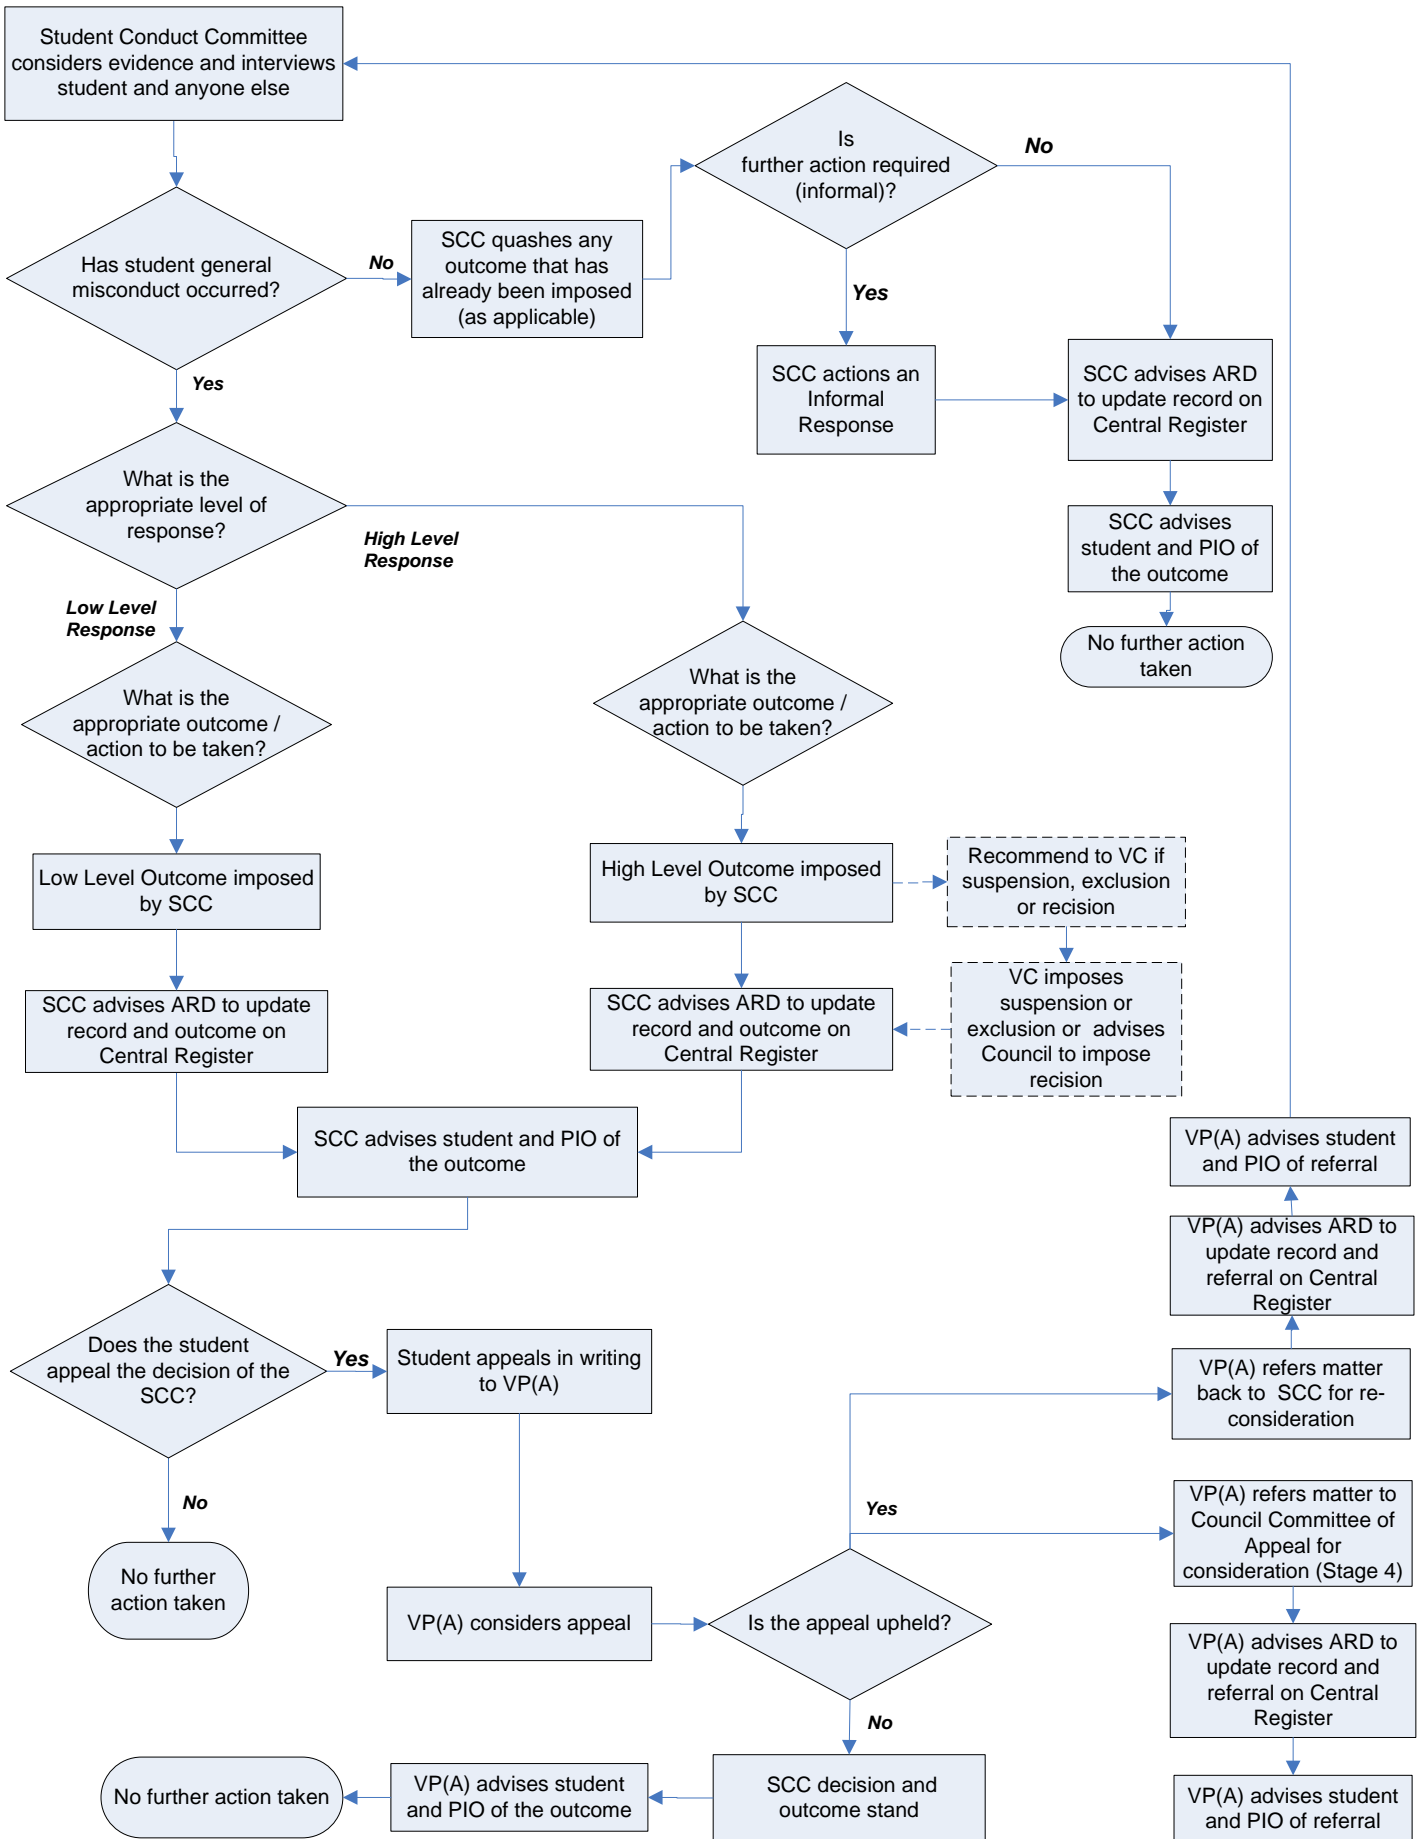 Student Conduct Committee
considers evidence and interviews
student and anyone else
Is
further action required
(informal)?
No
Has student general
misconduct occurred?
No
SCC quashes any
outcome that has
already been imposed
(as applicable)
Yes
SCC actions an
Informal
Response
SCC advises ARD
to update record on
Central Register
Yes
What is the
appropriate level of
response?
High Level
Response
SCC advises
student and PIO of
the outcome
Low Level
Response
No further action
taken
What is the
appropriate outcome /
action to be taken?
What is the
appropriate outcome /
action to be taken?
Low Level Outcome imposed
by SCC
High Level Outcome imposed
by SCC
Recommend to VC if
suspension, exclusion
or recision
VC imposes
suspension or
exclusion or  advises
Council to impose
recision
SCC advises ARD to update
record and outcome on
Central Register
SCC advises ARD to update
record and outcome on
Central Register
SCC advises student and PIO of
the outcome
VP(A) advises student
and PIO of referral
VP(A) advises ARD to
update record and
referral on Central
Register
Does the student
appeal the decision of the
SCC?
Yes
Student appeals in writing
to VP(A)
VP(A) refers matter
back to  SCC for re-
consideration
No
Yes
VP(A) refers matter to
Council Committee of
Appeal for
consideration (Stage 4)
No further
action taken
VP(A) considers appeal
Is the appeal upheld?
VP(A) advises ARD to
update record and
referral on Central
Register
No
No further action taken
VP(A) advises student
and PIO of the outcome
SCC decision and
outcome stand
VP(A) advises student
and PIO of referral